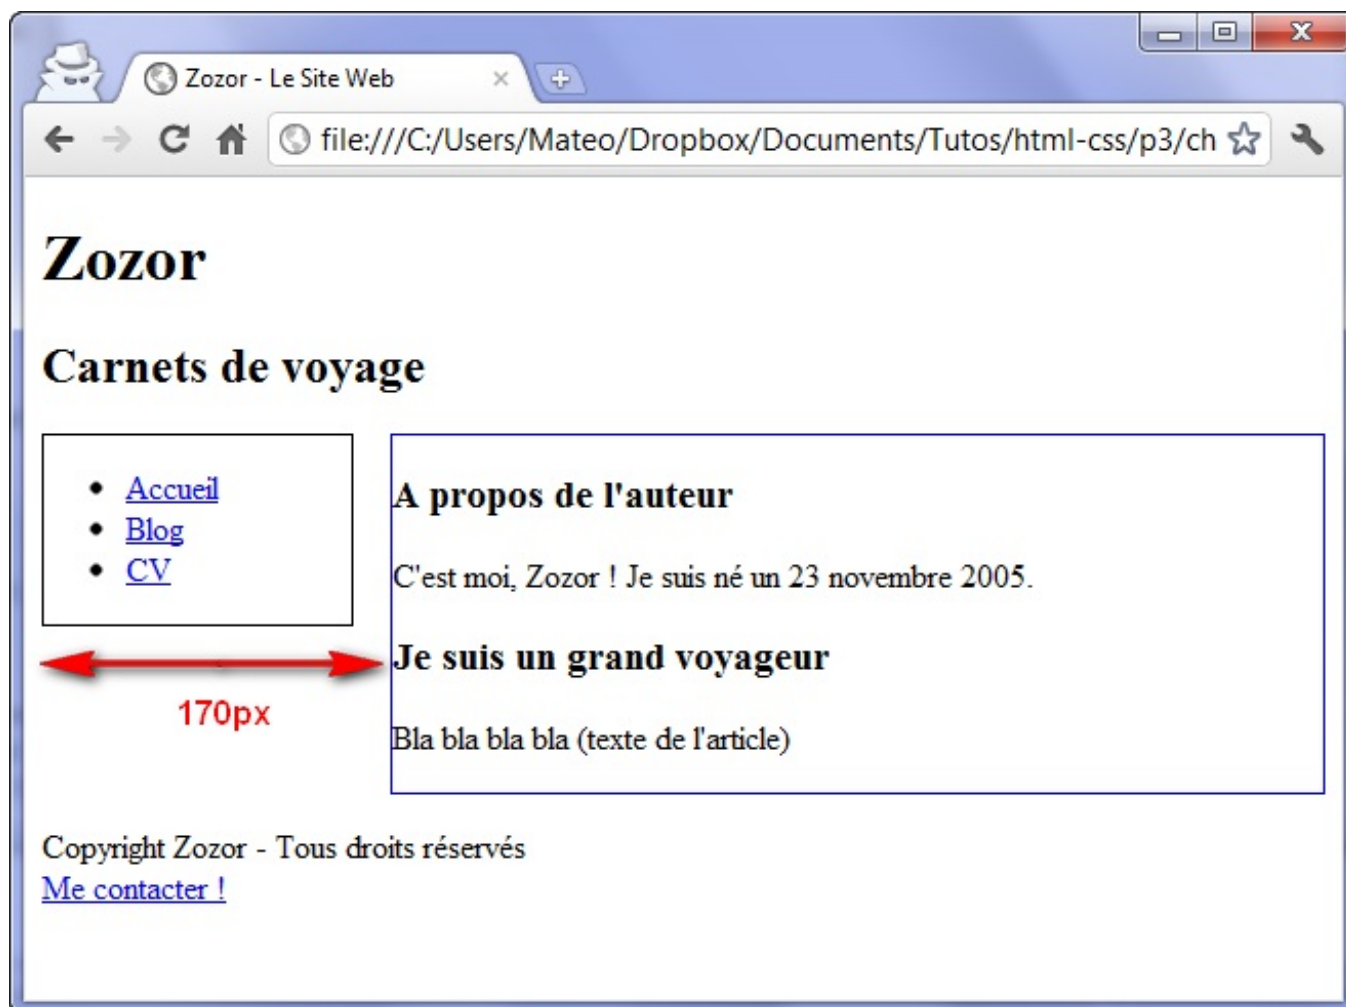 Zozor - Le Site Web
file:///C:/Users/Mateo/Dropbox/Documents/Tutos/html-css/p3/ch
Zozor
Carnets de voyage
Accueil
Blog
CV
170px
A propos de l'auteur
C'est moi, Zozor ! Je suis né un 23 novembre 2005.
Je suis un grand voyageur
Bla bla bla bla (texte de l'article)
Copyright Zozor - Tous droits réservés
Me contacter !